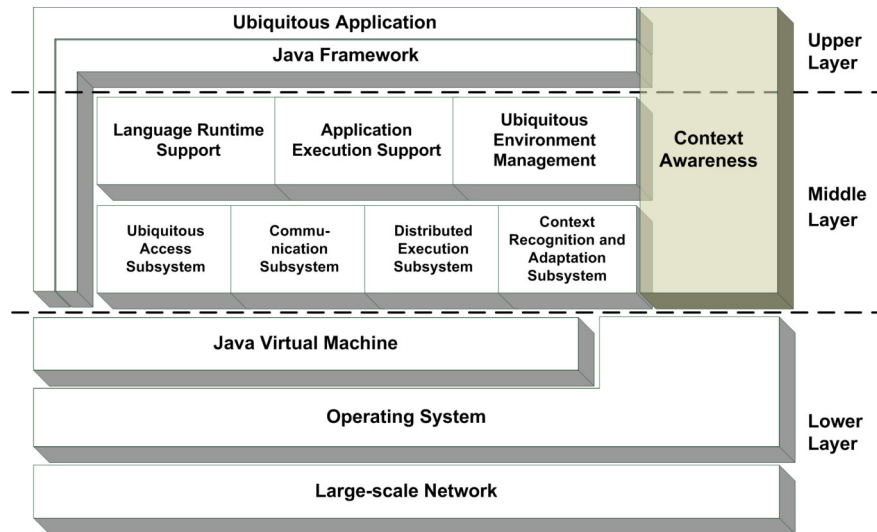 Ubiquitous Application
Java Framework
Upper
Layer
Language Runtime
Support
Application
Execution Support
Ubiquitous
Environment
Management
Context
Awareness
Middle
Layer
Ubiquitous
Access
Subsystem
Commu-
nication
Subsystem
Distributed
Execution
Subsystem
Context
Recognition and
Adaptation
Subsystem
Java Virtual Machine
Operating System
Lower
Layer
Large-scale Network